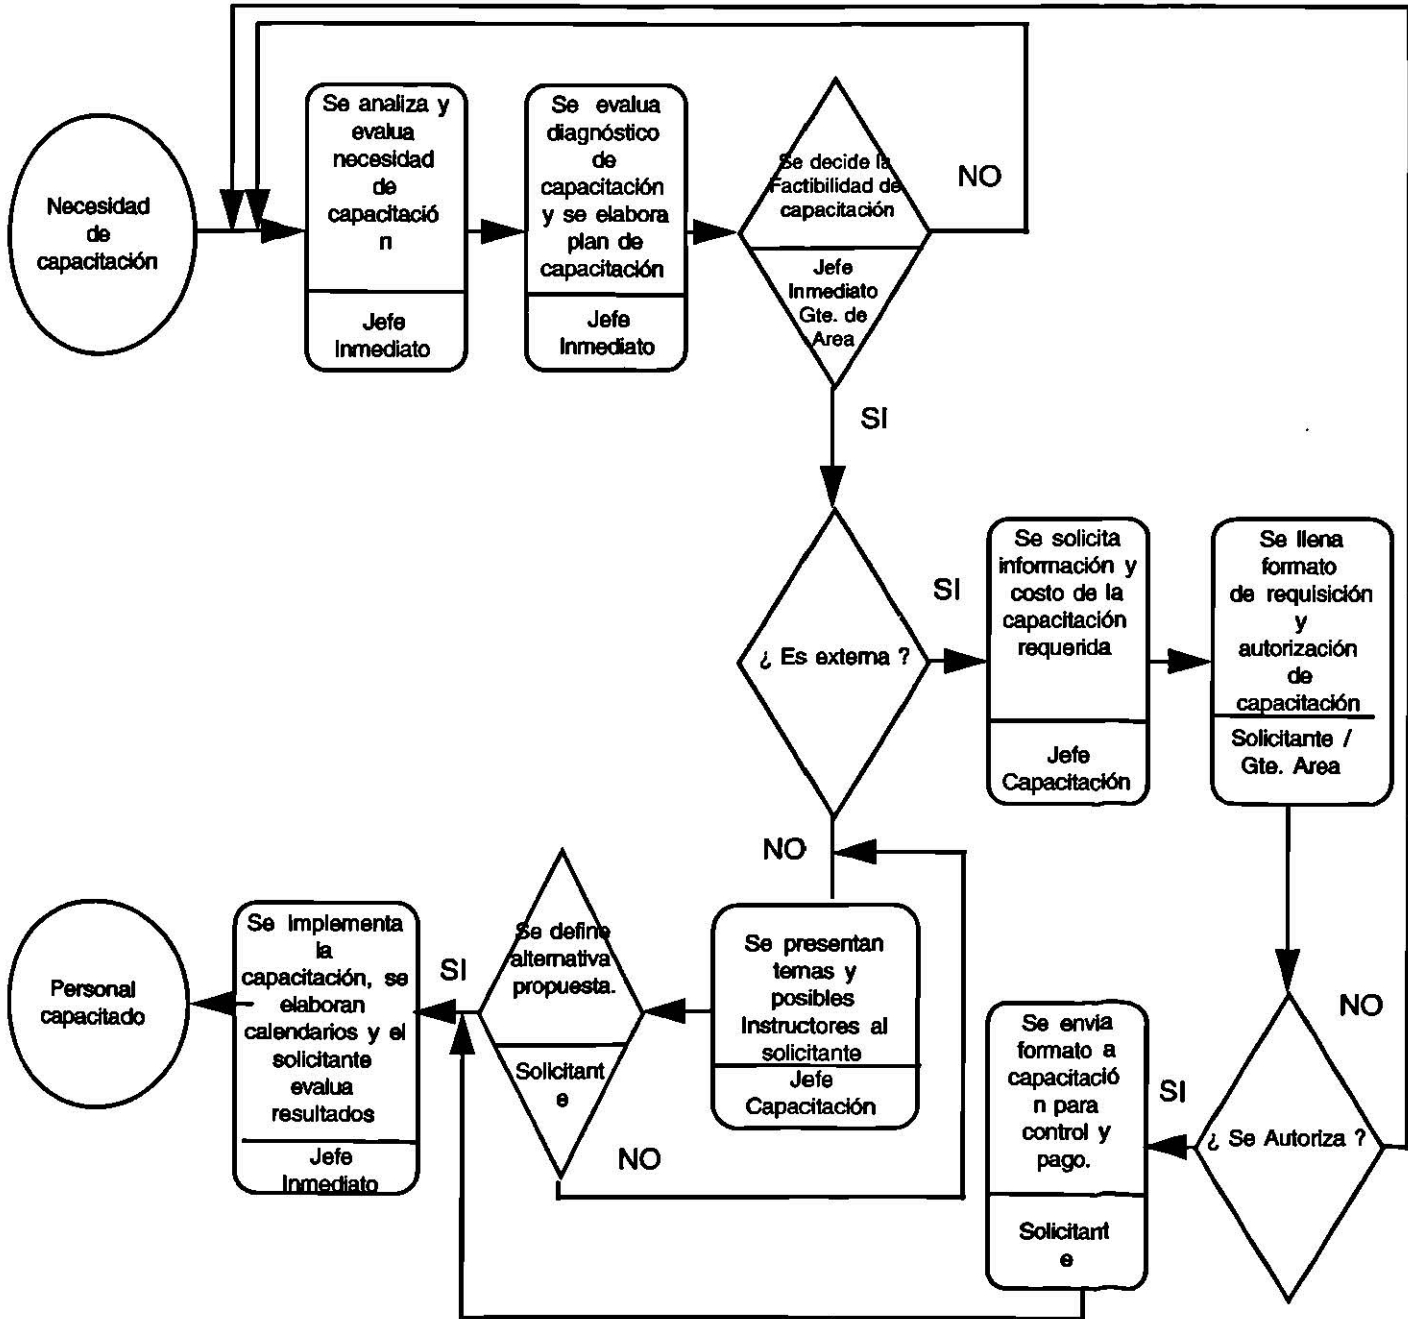 Necesidad
de
capacitación
Se analiza y
evalua
necesidad
de
capacitació
n
Jefe
Inmediato
Se evalua
diagnóstico
de
capacitación
y se elabora
plan de
capacitación
Jefe
Inmediato
Se decide la
Factibilidad de
capacitación
Jefe
Inmediato
Gte. de
Area
NO
SI
¿ Es externa ?
SI
Se solicita
información y
costo de la
capacitación
requerida
Jefe
Capacitación
Se llena
formato
de requisición
y
autorización
de
capacitación
Solicitante /
Gte. Area
NO
Se presentan
temas y
posibles
Instructores al
solicitante
Jefe
Capacitación
Se define
alternativa
propuesta.
Solicitant
e
SI
NO
Se implementa
la
capacitación, se
elaboran
calendarios y el
solicitante
evalua
resultados
Jefe
Inmediato
Personal
capacitado
¿ Se Autoriza ?
NO
SI
Se envia
formato a
capacitació
n para
control y
pago.
Solicitant
e